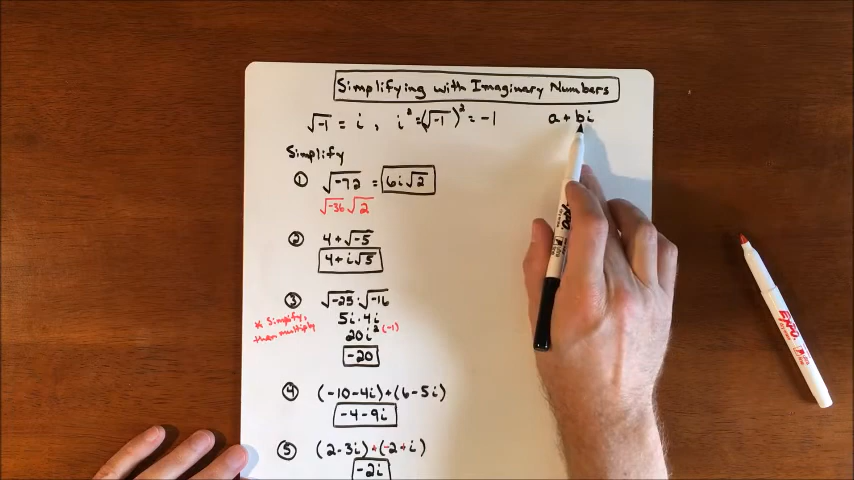 Simplifying with Imaginary Numbers
√-1 = i , i² = (√-1)² = -1
a + bi
Simplify
① √-72 = 6i√2
√-36 √2
② 4 + √-5
4 + i√5
③ √-25 · √-16
* Simplify, then multiply
5i · 4i
20i² (-1)
-20
④ (-10 - 4i) + (6 - 5i)
-4 - 9i
⑤ (2 - 3i) + (-2 + i)
-2i
EXPO